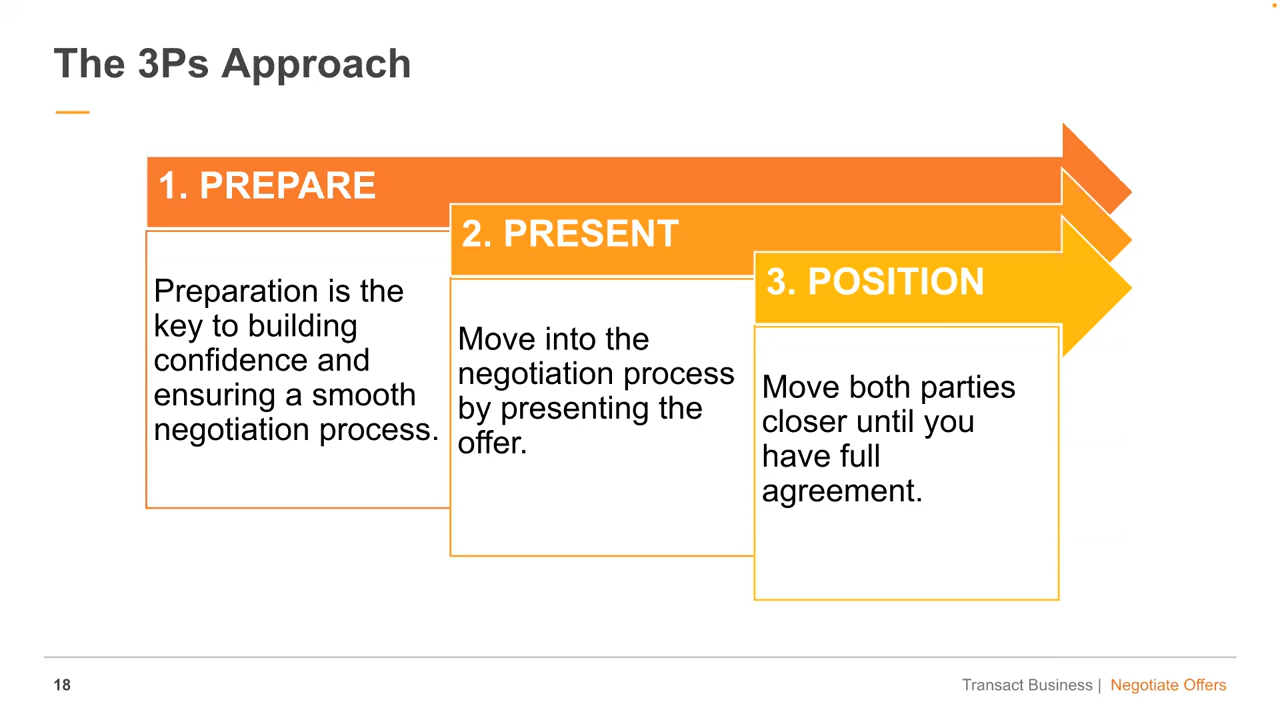 The 3Ps Approach
1. PREPARE
Preparation is the
key to building
confidence and
ensuring a smooth
negotiation process.
2. PRESENT
Move into the
negotiation process
by presenting the
offer.
3. POSITION
Move both parties
closer until you
have full
agreement.
18
Transact Business | Negotiate Offers